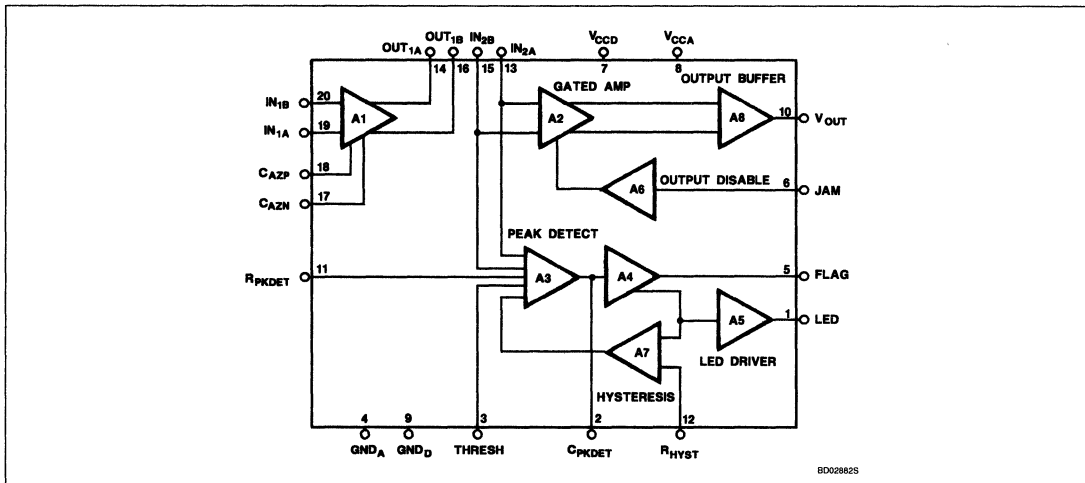 OUT1A OUT1B IN2B IN2A VCCD VCCA
14 16 15 13 7 8
GATED AMP OUTPUT BUFFER
IN1B 20 A1 A2 A8 10 VOUT
IN1A 19
CAZP 18 A6 OUTPUT DISABLE 6 JAM
CAZN 17
PEAK DETECT
RPKDET 11 A3 A4 5 FLAG
A5 1 LED
A7 LED DRIVER
HYSTERESIS
4 9 3 2 12
GNDA GNDD THRESH CPKDET RHYST
BD02882S